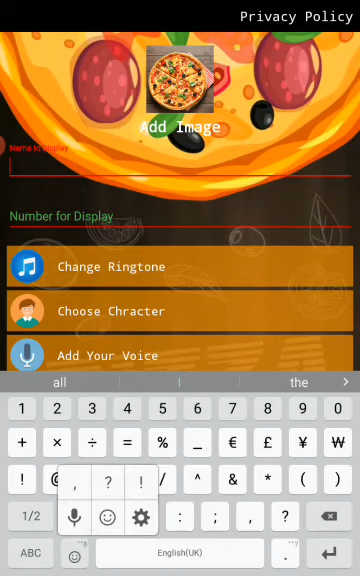 Privacy Policy
Add Image
Name to Display
Number for Display
Change Ringtone
Choose Chracter
Add Your Voice
all I the
1 2 3 4 5 6 7 8 9 0
+ × ÷ = % _ € £ ¥ ₩
! @ / ^ & * ( )
, ? !
1/2 : ; , ?
ABC English(UK) .